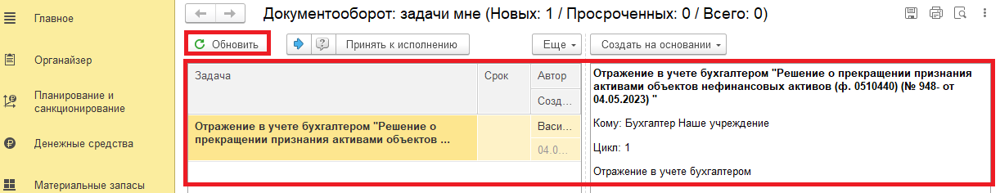 Главное
Органайзер
Планирование и
санкционирование
Денежные средства
Материальные запасы
Документооборот: задачи мне (Новых: 1 / Просроченных: 0 / Всего: 0)
Обновить
Принять к исполнению
Еще
Создать на основании
Задача
Срок
Автор
Созд...
Отражение в учете бухгалтером "Решение о
прекращении признания активами объектов ...
Васи...
04.0...
Отражение в учете бухгалтером "Решение о прекращении признания
активами объектов нефинансовых активов (ф. 0510440) (№ 948- от
04.05.2023) "
Кому: Бухгалтер Наше учреждение
Цикл: 1
Отражение в учете бухгалтером